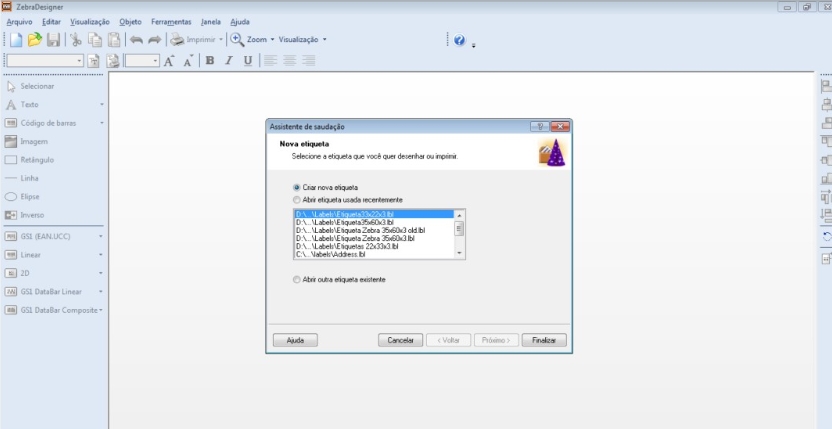 ZebraDesigner
Arquivo Editar Visualização Objeto Ferramentas Janela Ajuda
Imprimir Zoom Visualização
A A B I U
Selecionar
Texto
Código de barras
Imagem
Retângulo
Linha
Elipse
Inverso
GS1 (EAN.UCC)
Linear
2D
GS1 DataBar Linear
GS1 DataBar Composite
Assistente de saudação
Nova etiqueta
Selecione a etiqueta que você quer desenhar ou imprimir.
Criar nova etiqueta
Abrir etiqueta usada recentemente
D:\...\Labels\Etiqueta33x22x3.lbl
D:\...\Labels\Etiqueta35x60x3.lbl
D:\...\Labels\Etiqueta Zebra 35x60x3 old.lbl
D:\...\Labels\Etiqueta Zebra 35x60x3.lbl
D:\...\Labels\Etiquetas 22x33x3.lbl
C:\...\labels\Address.lbl
Abrir outra etiqueta existente
Ajuda Cancelar < Voltar Próximo > Finalizar